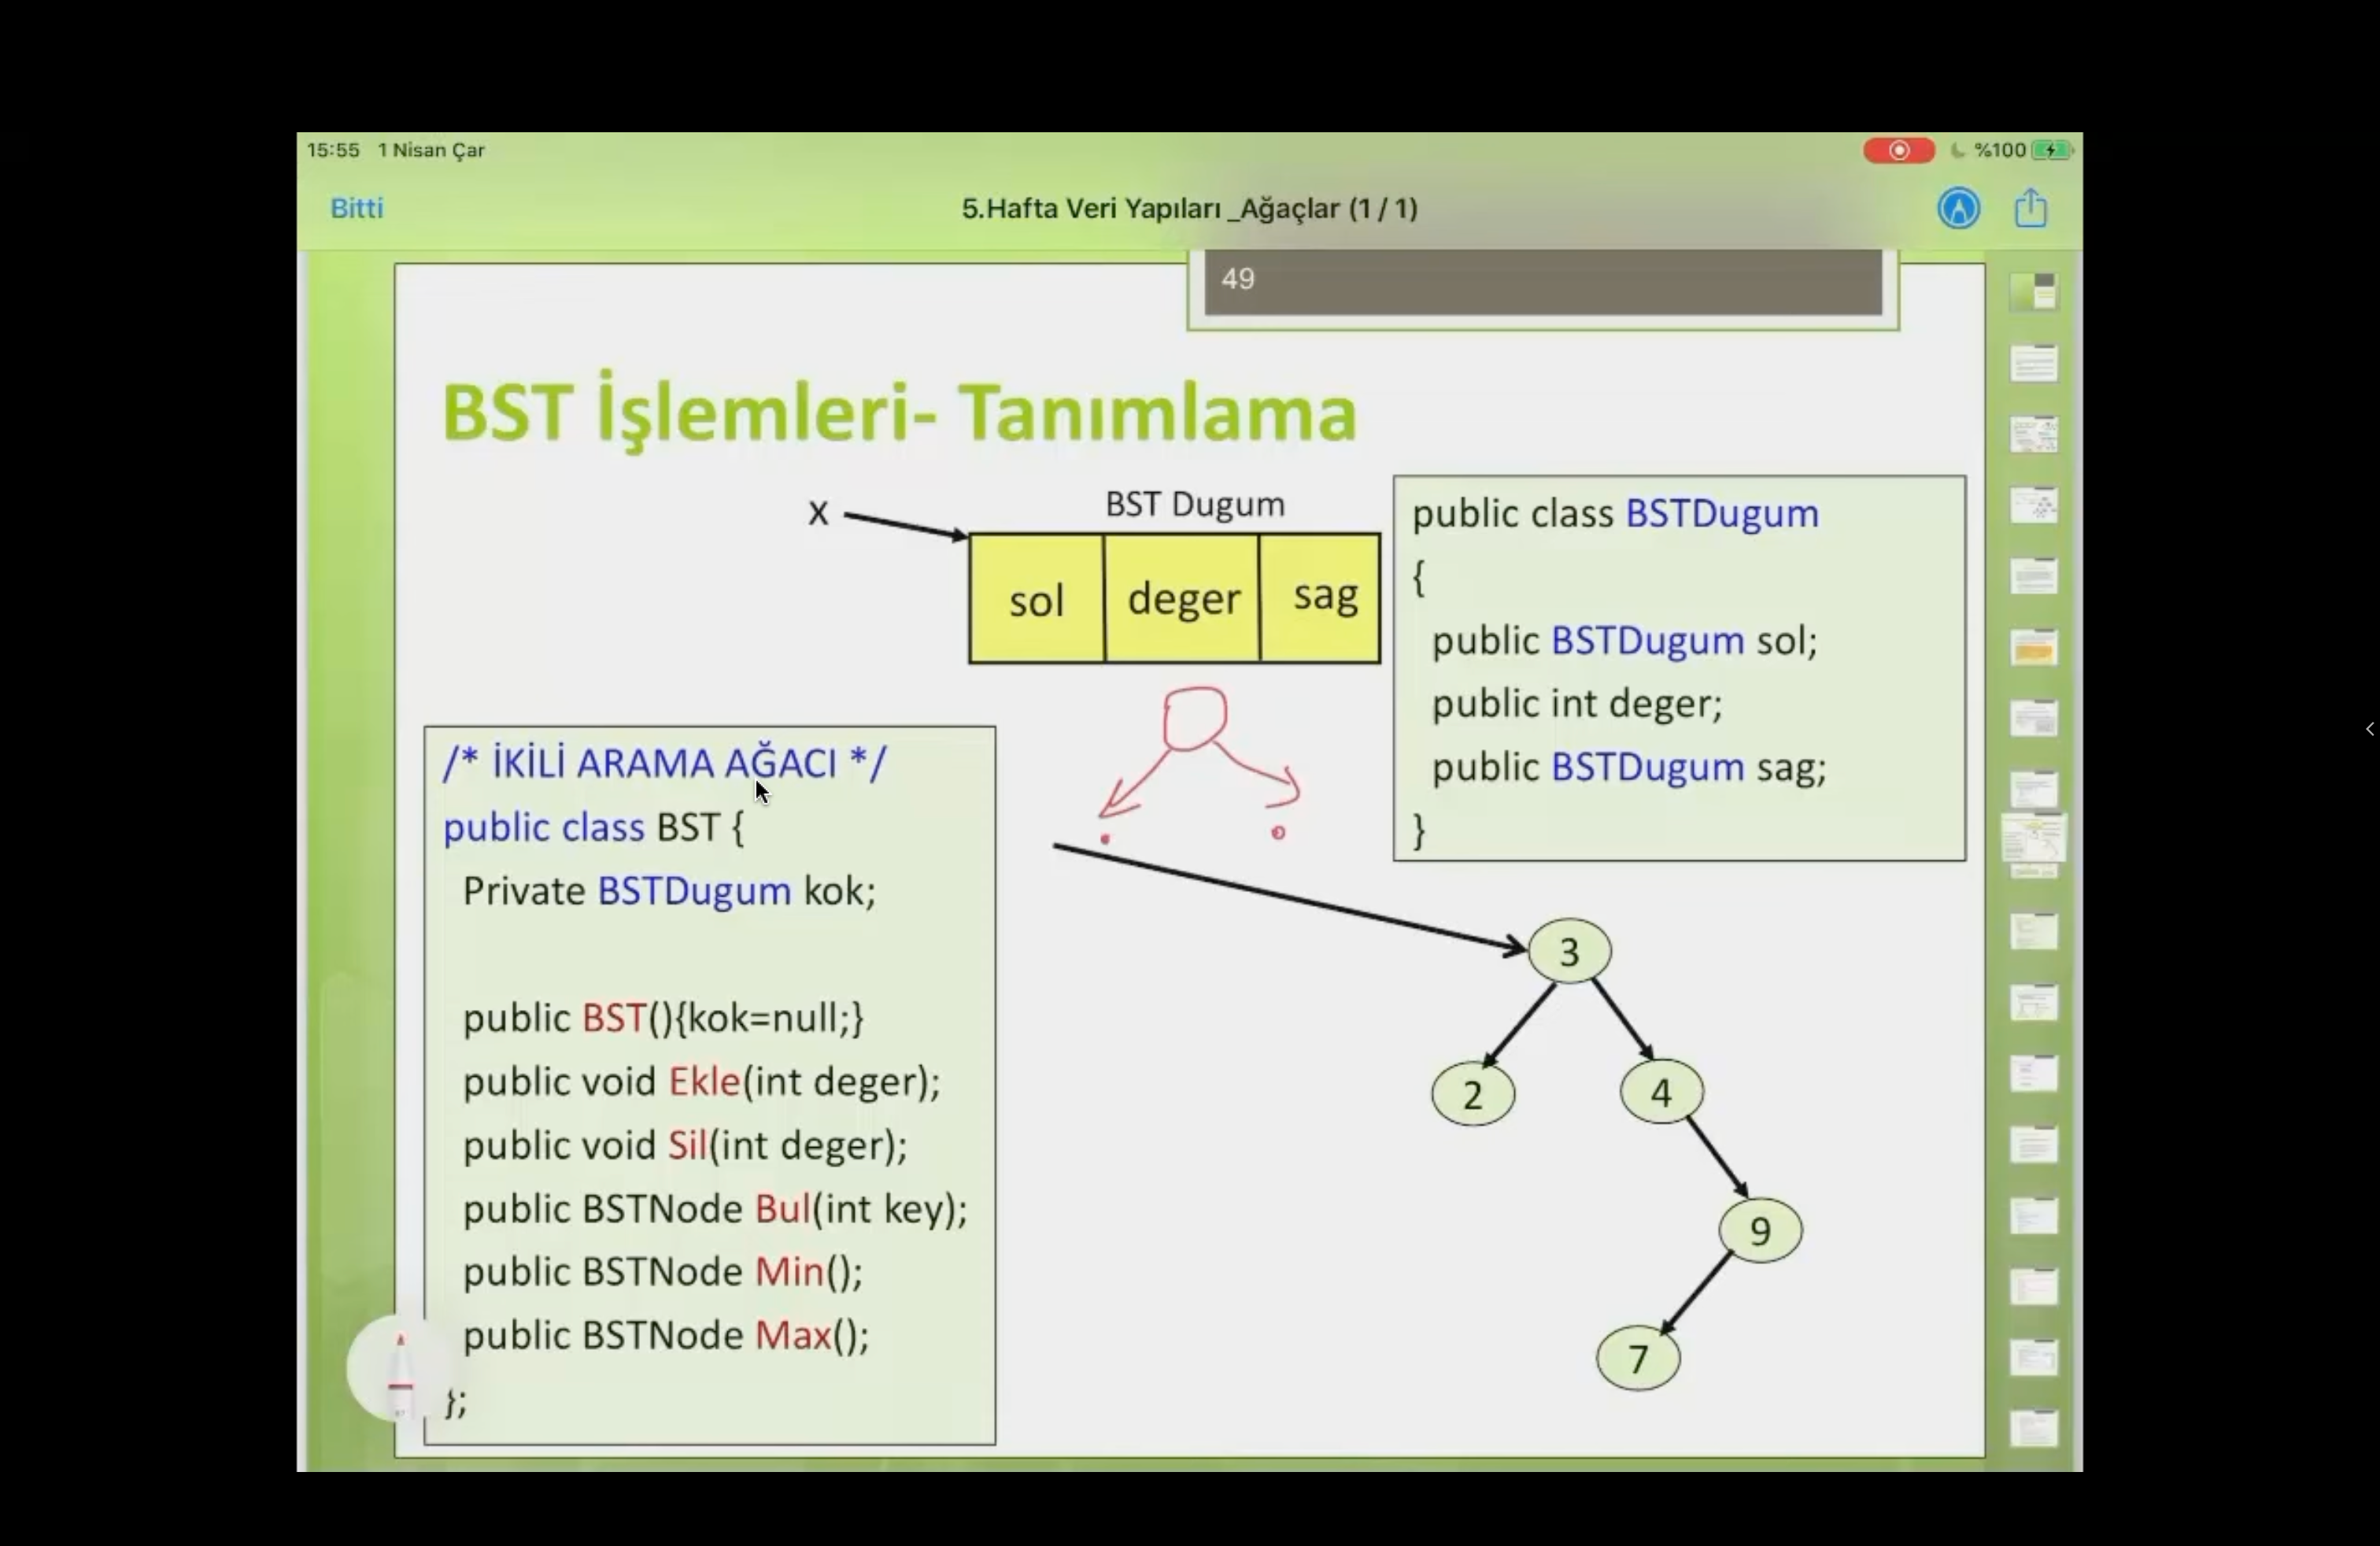 15:55 1 Nisan Çar
%100
Bitti
5.Hafta Veri Yapıları _Ağaçlar (1 / 1)
49
BST İşlemleri- Tanımlama
x
BST Dugum
sol deger sag
public class BSTDugum
{
public BSTDugum sol;
public int deger;
public BSTDugum sag;
}
/* İKİLİ ARAMA AĞACI */
public class BST {
Private BSTDugum kok;
public BST(){kok=null;}
public void Ekle(int deger);
public void Sil(int deger);
public BSTNode Bul(int key);
public BSTNode Min();
public BSTNode Max();
};
3
2
4
9
7